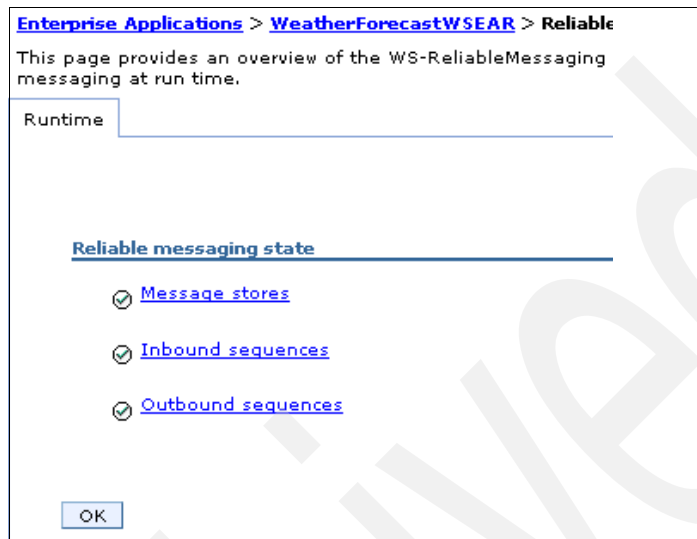 Enterprise Applications > WeatherForecastWSEAR > Reliable
This page provides an overview of the WS-ReliableMessaging
messaging at run time.
Runtime
Reliable messaging state
Message stores
Inbound sequences
Outbound sequences
OK